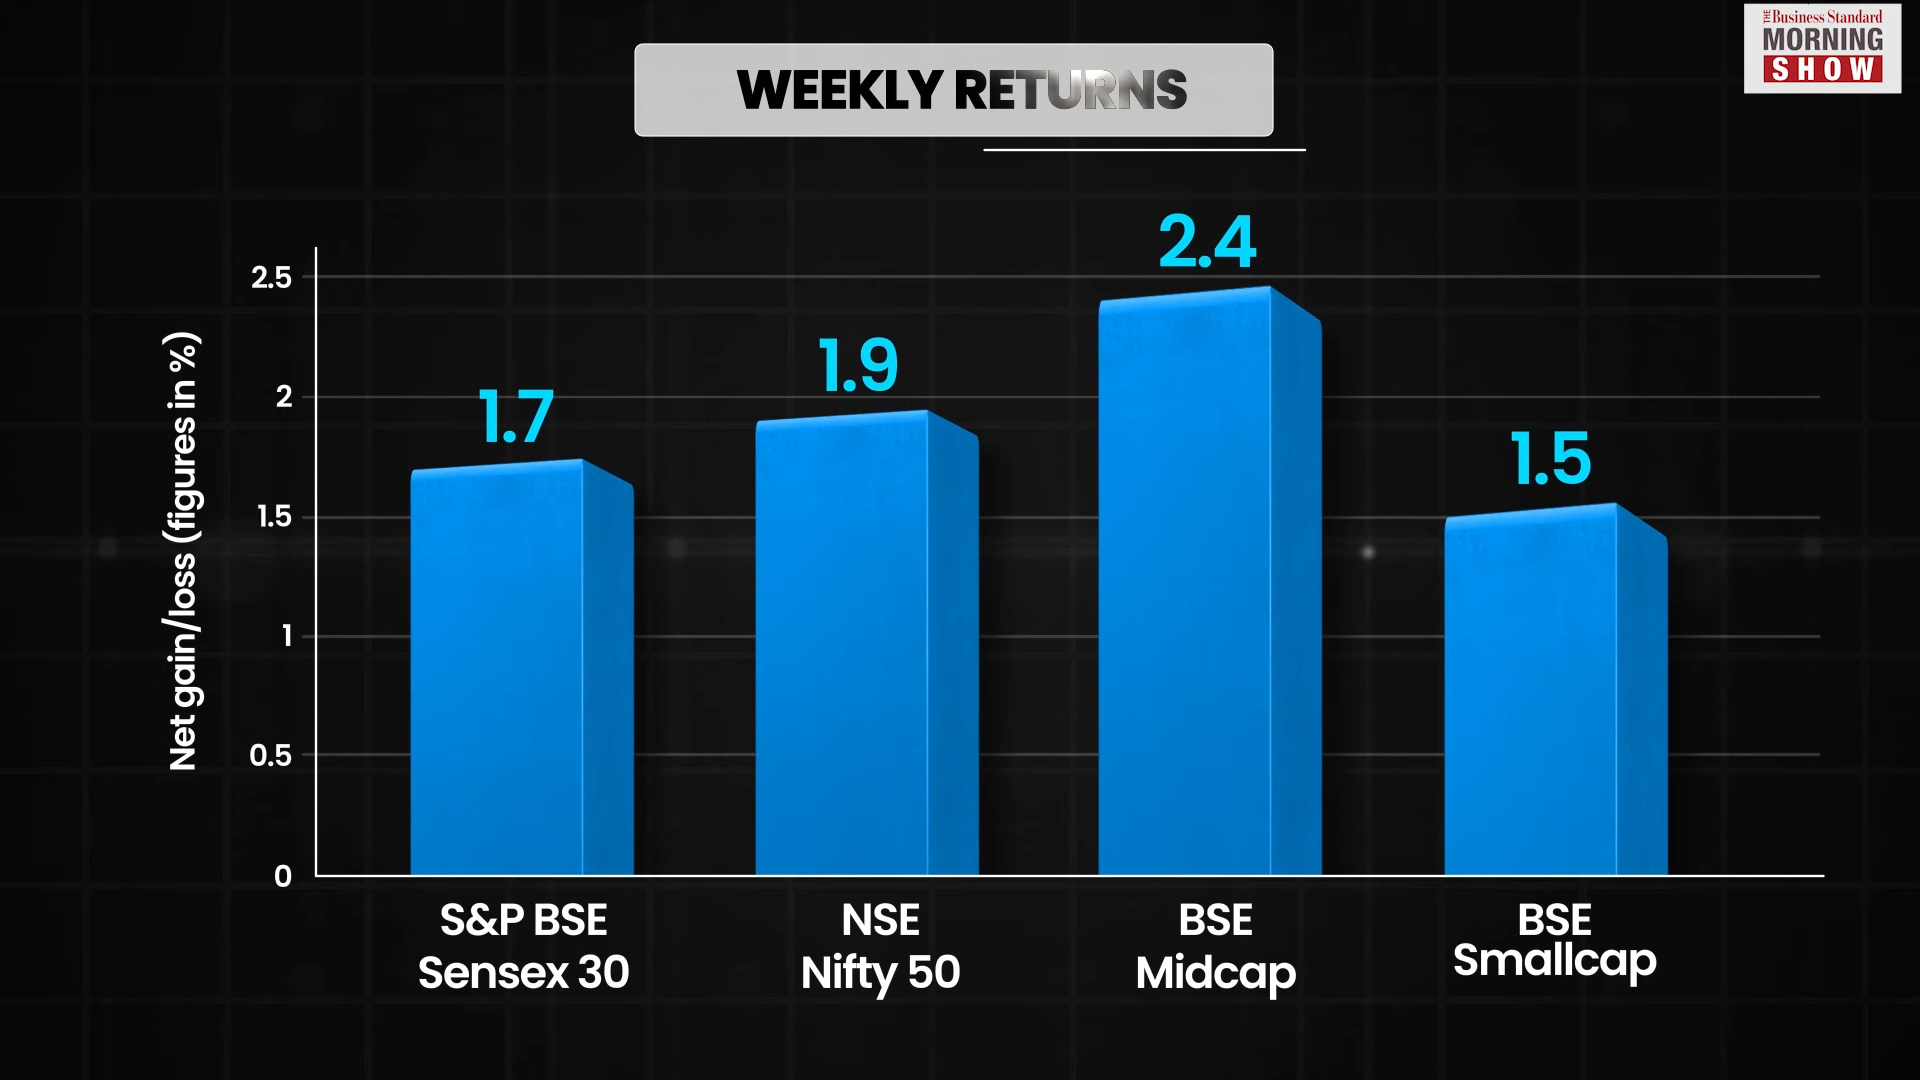 THE Business Standard
MORNING
SHOW
WEEKLY RETURNS
2.4
1.9
1.7
1.5
Net gain/loss (figures in %)
2.5
2
1.5
1
0.5
0
S&P BSE
Sensex 30
NSE
Nifty 50
BSE
Midcap
BSE
Smallcap